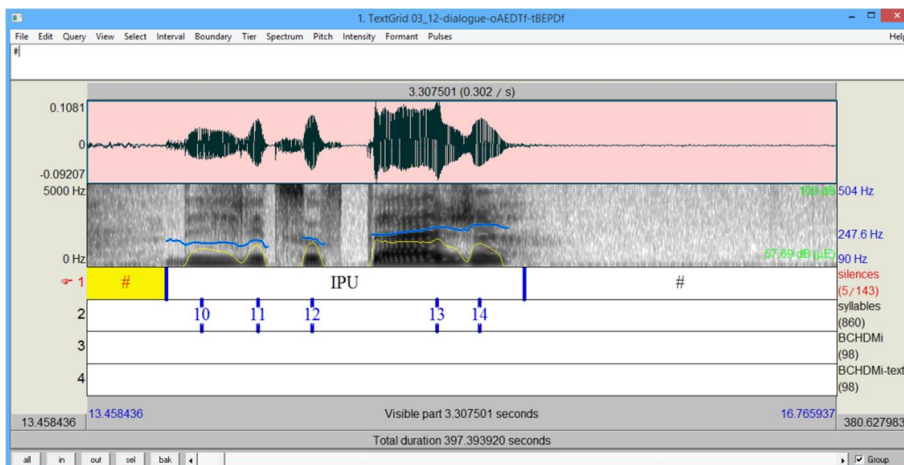 1. TextGrid 03_12-dialogue-oAEDTf-tBEPDf
File Edit Query View Select Interval Boundary Tier Spectrum Pitch Intensity Formant Pulses Help
#
3.307501 (0.302 / s)
0.1081
0
-0.09207
5000 Hz 100 dB 504 Hz
247.6 Hz
0 Hz 57.69 dB (µE) 90 Hz
1 # IPU # silences
(5/143)
2 10 11 12 13 14 syllables
(860)
3 BCHDMi
(98)
4 BCHDMi-text
(98)
13.458436 13.458436 Visible part 3.307501 seconds 16.765937 380.627983
Total duration 397.393920 seconds
all in out sel bak Group